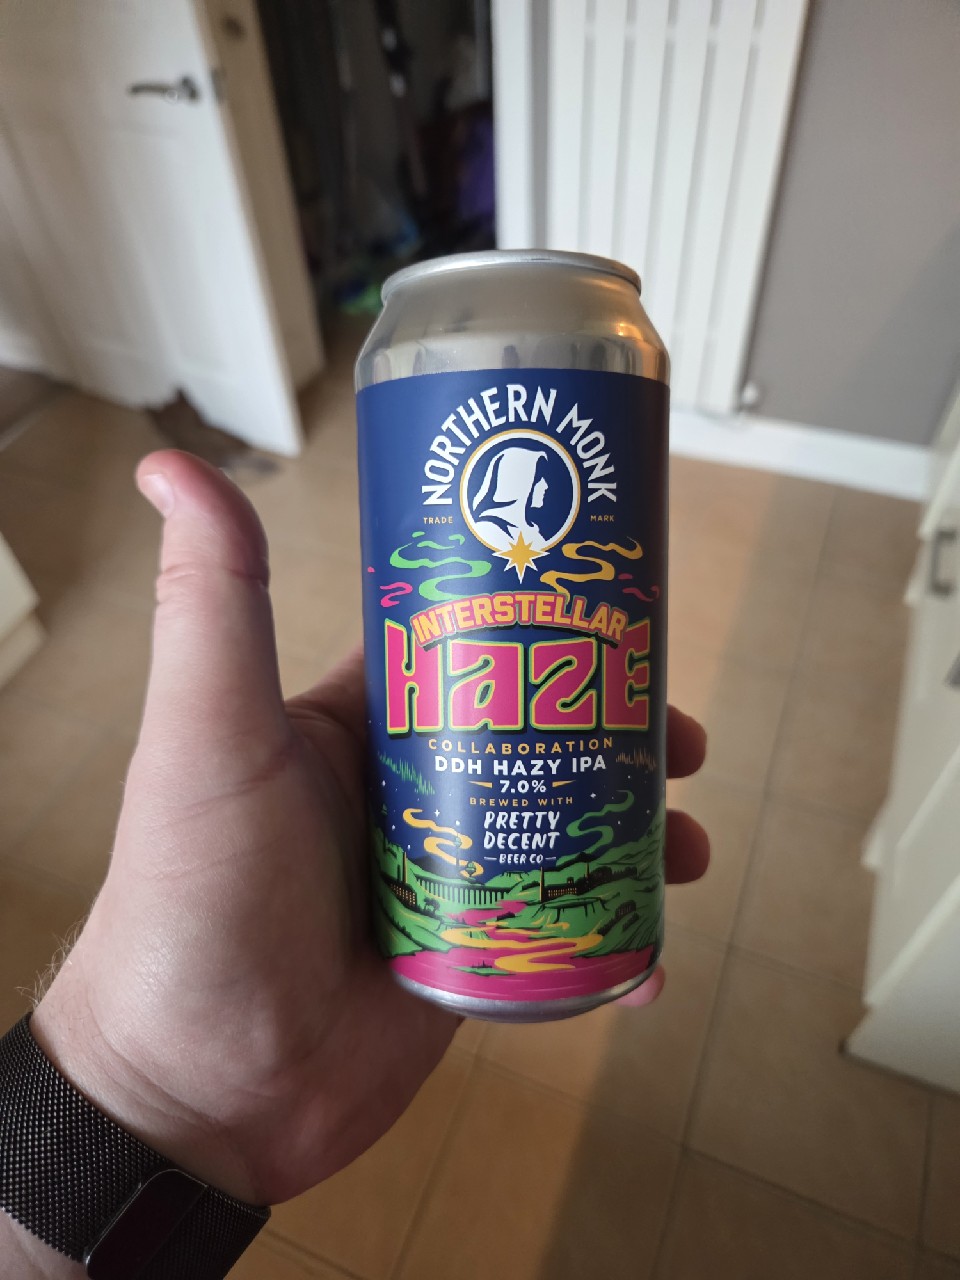 NORTHERN MONK
TRADE MARK
INTERSTELLAR
HazE
COLLABORATION
DDH HAZY IPA
7.0%
BREWED WITH
PRETTY
DECENT
BEER CO